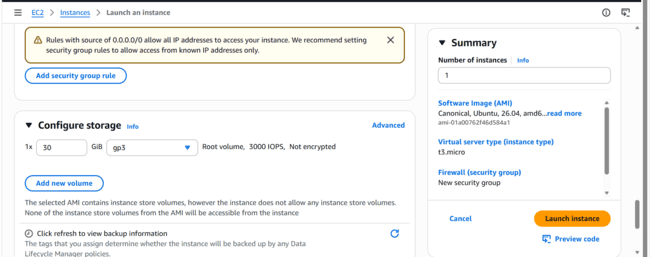 EC2 > Instances > Launch an instance
Rules with source of 0.0.0.0/0 allow all IP addresses to access your instance. We recommend setting
security group rules to allow access from known IP addresses only.
Add security group rule
Configure storage Info
Advanced
1x 30 GiB gp3 Root volume, 3000 IOPS, Not encrypted
Add new volume
The selected AMI contains instance store volumes, however the instance does not allow any instance store volumes.
None of the instance store volumes from the AMI will be accessible from the instance
Click refresh to view backup information
The tags that you assign determine whether the instance will be backed up by any Data
Lifecycle Manager policies.
Summary
Number of instances Info
1
Software Image (AMI)
Canonical, Ubuntu, 26.04, amd6...read more
ami-01a00762f46d584a1
Virtual server type (instance type)
t3.micro
Firewall (security group)
New security group
Cancel
Launch instance
Preview code